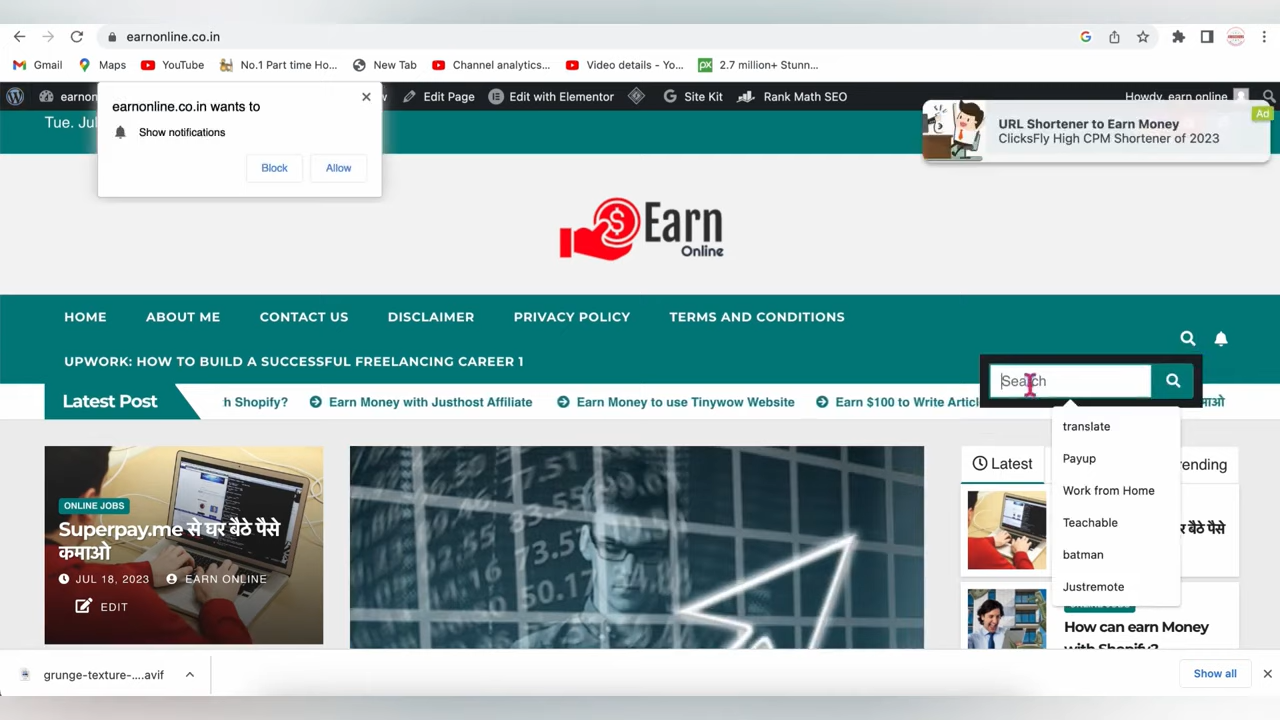 earnonline.co.in
Gmail
Maps
YouTube
No.1 Part time Ho...
New Tab
Channel analytics...
Video details - Yo...
px
2.7 million+ Stunn...
earnon
Edit Page
Edit with Elementor
Site Kit
Rank Math SEO
Howdy, earn online
earnonline.co.in wants to
Show notifications
Block
Allow
Tue. Jul
URL Shortener to Earn Money
ClicksFly High CPM Shortener of 2023
Ad
Earn
Online
HOME
ABOUT ME
CONTACT US
DISCLAIMER
PRIVACY POLICY
TERMS AND CONDITIONS
UPWORK: HOW TO BUILD A SUCCESSFUL FREELANCING CAREER 1
Search
Latest Post
h Shopify?
Earn Money with Justhost Affiliate
Earn Money to use Tinywow Website
Earn $100 to Write Articl
माओ
translate
Payup
Work from Home
Teachable
batman
Justremote
ONLINE JOBS
Superpay.me से घर बैठे पैसे
कमाओ
JUL 18, 2023
EARN ONLINE
EDIT
Latest
rending
र बैठे पैसे
How can earn Money
with Shopify?
grunge-texture-....avif
Show all